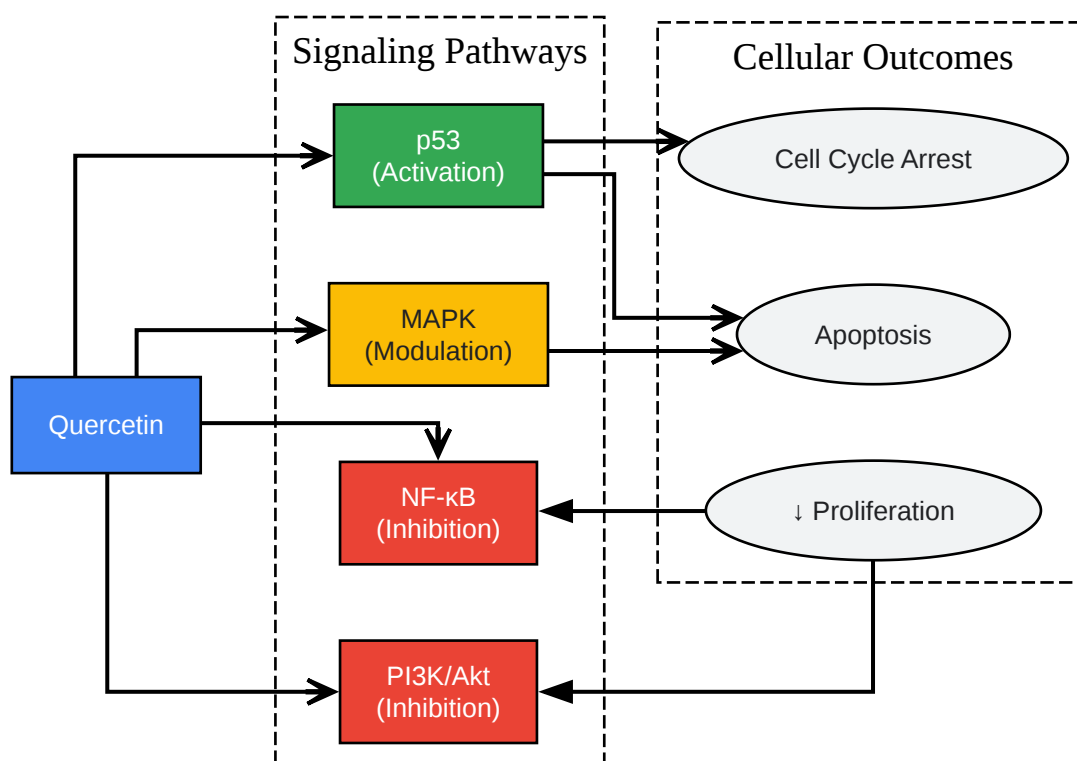 Signaling Pathways
Cellular Outcomes
p53
(Activation)
Cell Cycle Arrest
MAPK
(Modulation)
Apoptosis
Quercetin
NF-κB
(Inhibition)
↓ Proliferation
PI3K/Akt
(Inhibition)